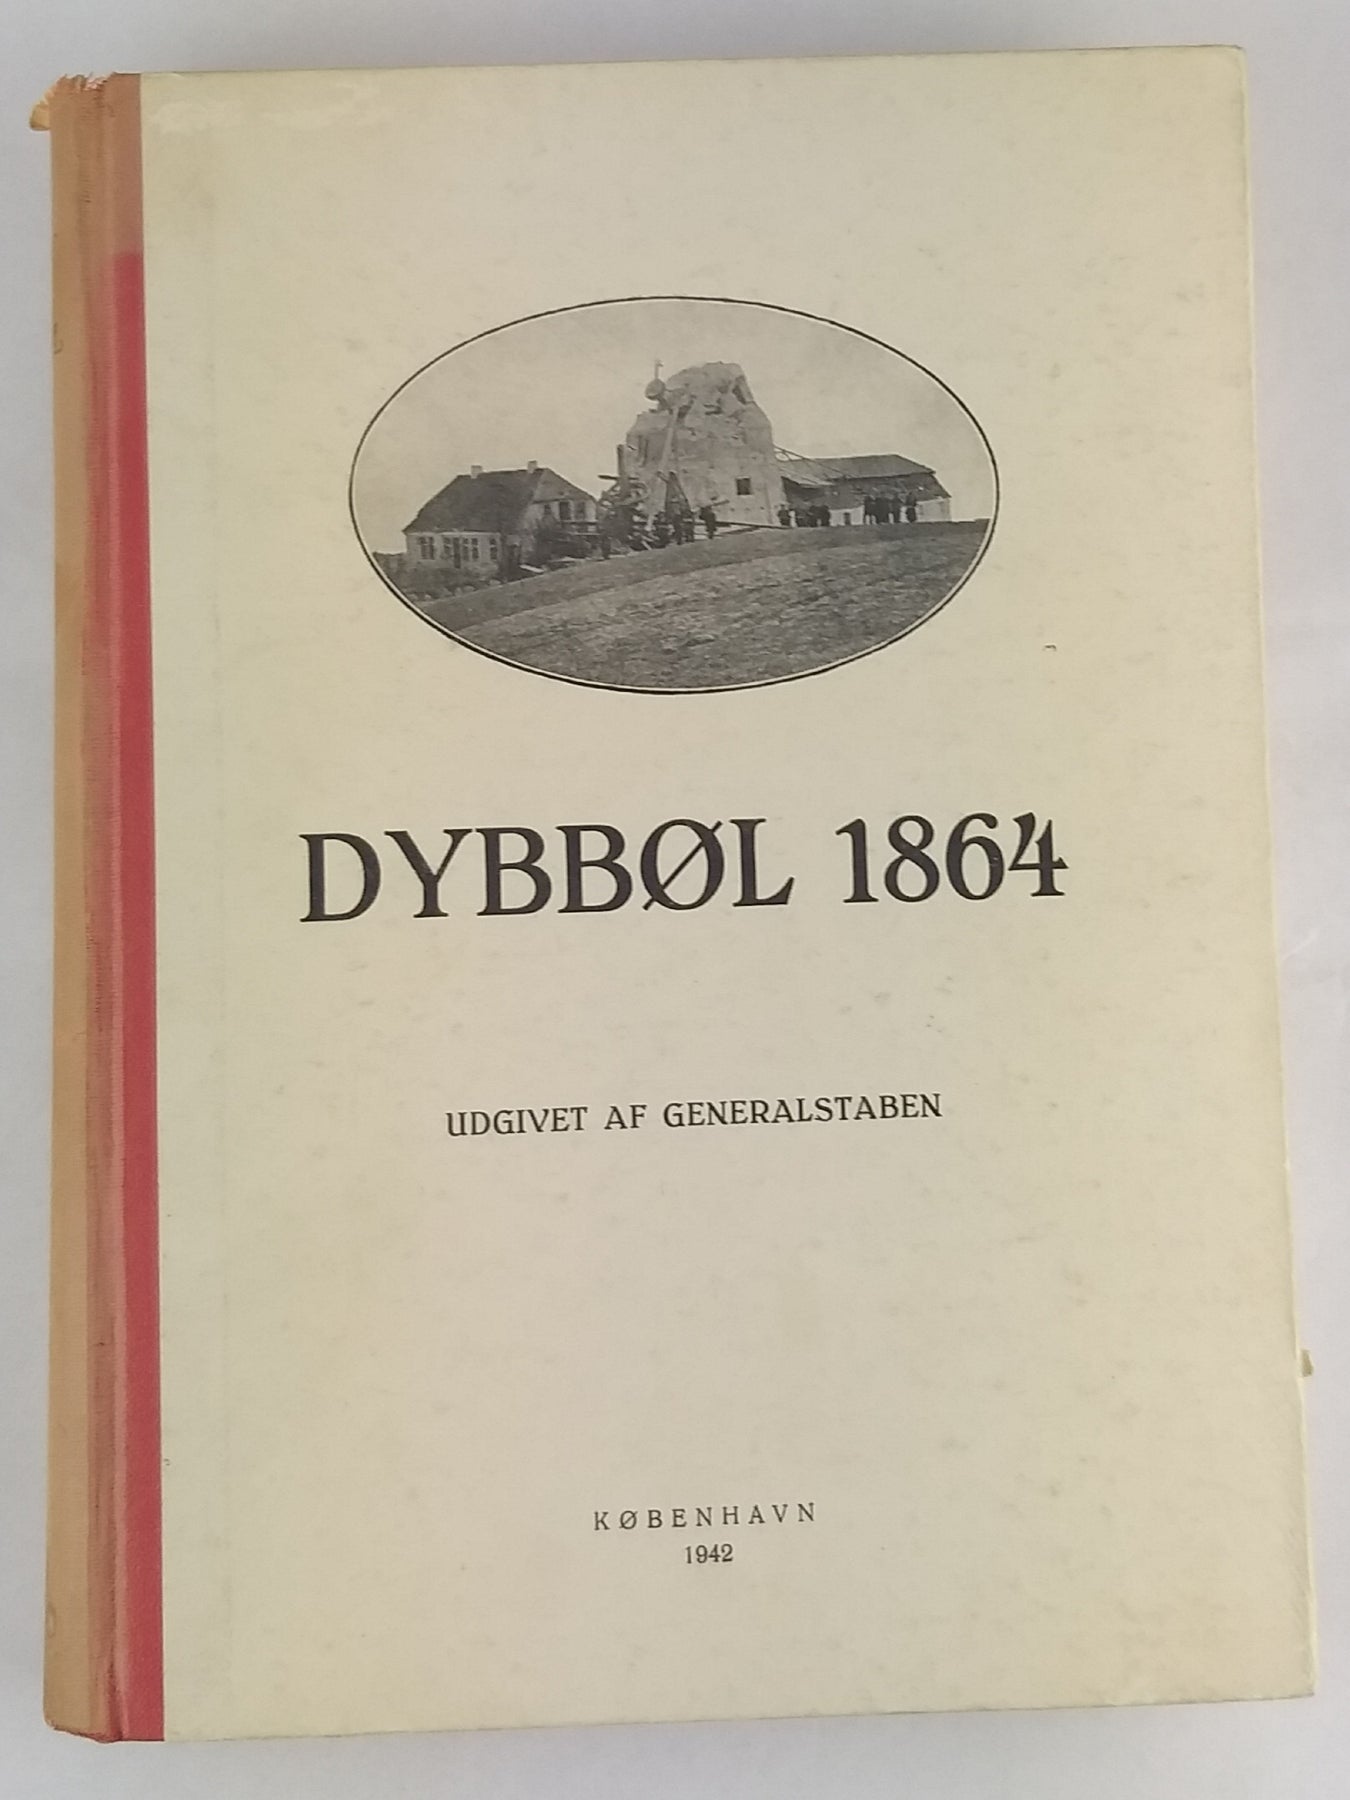 DYBBØL 1864
UDGIVET AF GENERALSTABEN
KØBENHAVN
1942